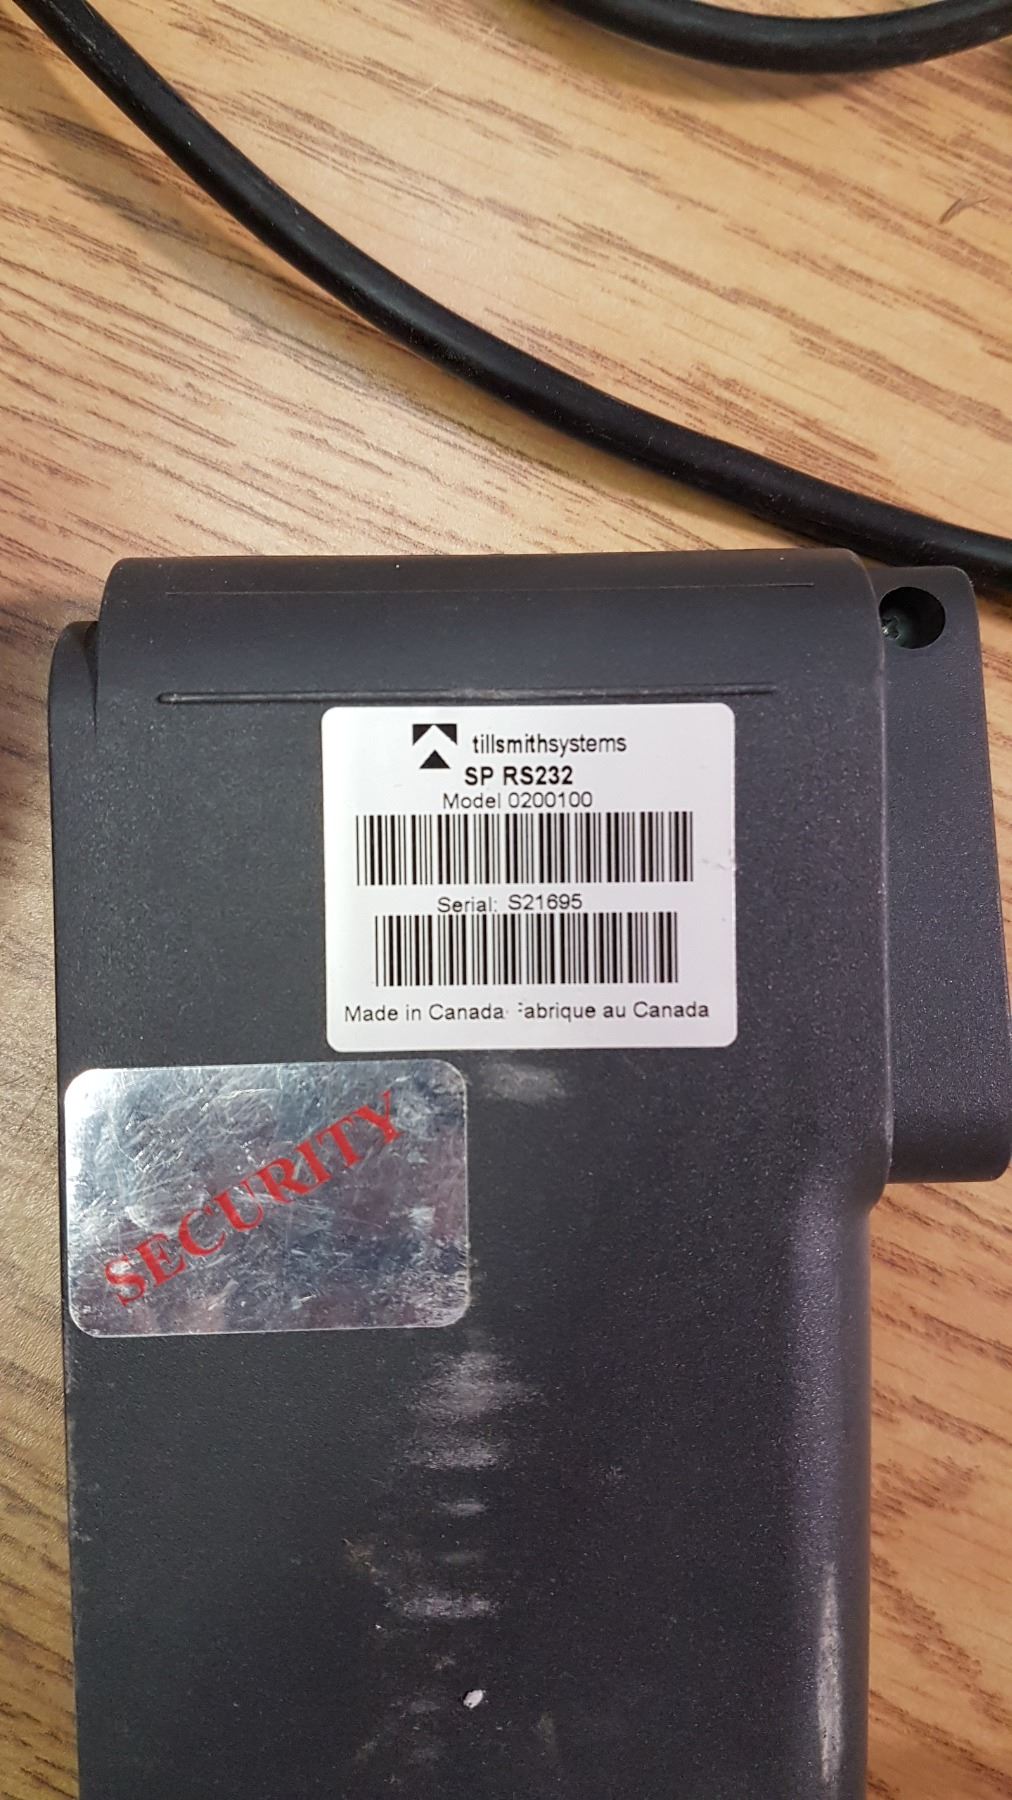 tillsmithsystems
SP RS232
Model 0200100
Serial: S21695
Made in Canada Fabrique au Canada
SECURITY